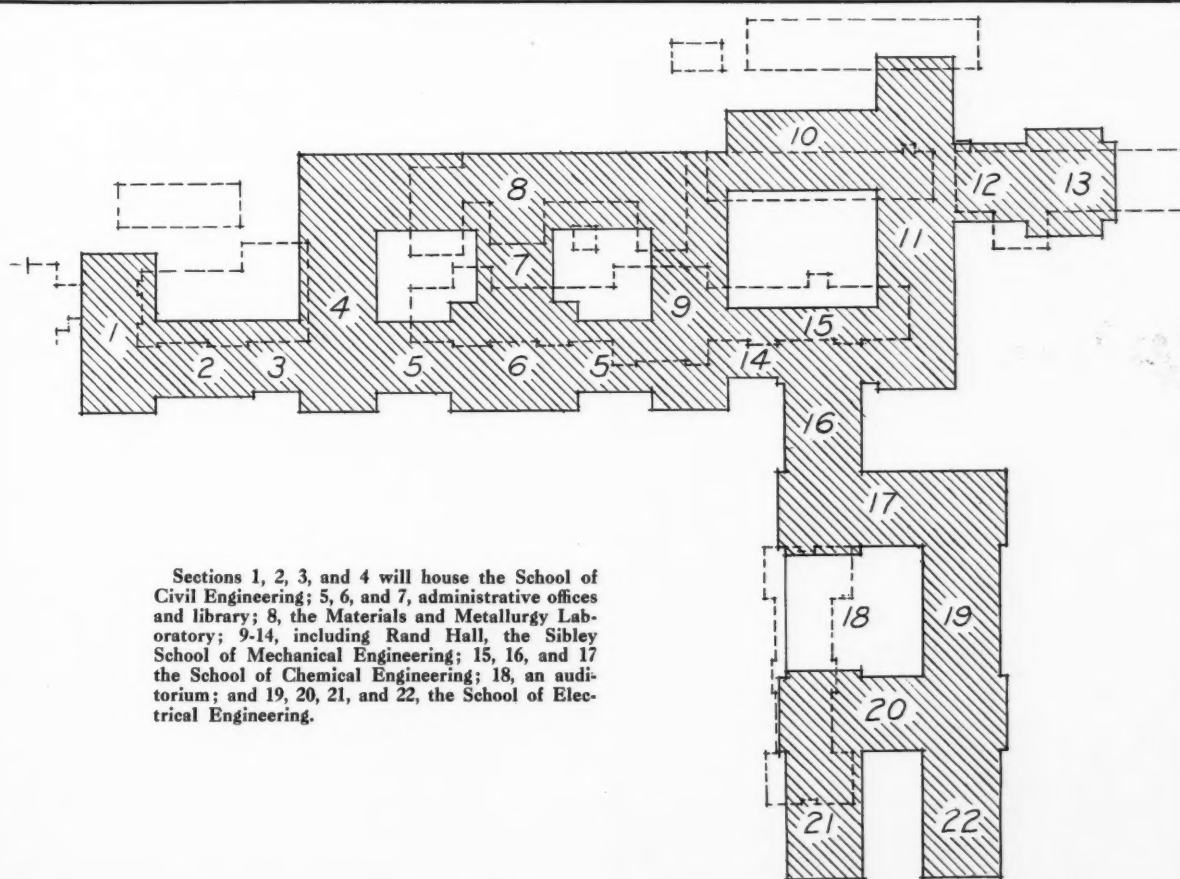 10
8
12
13
11
7
4
9
1
15
2
3
5
6
5
14
16
17
Sections 1, 2, 3, and 4 will house the School of
Civil Engineering; 5, 6, and 7, administrative offices
and library; 8, the Materials and Metallurgy Lab-
oratory; 9-14, including Rand Hall, the Sibley
School of Mechanical Engineering; 15, 16, and 17
the School of Chemical Engineering; 18, an audi-
torium; and 19, 20, 21, and 22, the School of Elec-
trical Engineering.
18
19
20
21
22